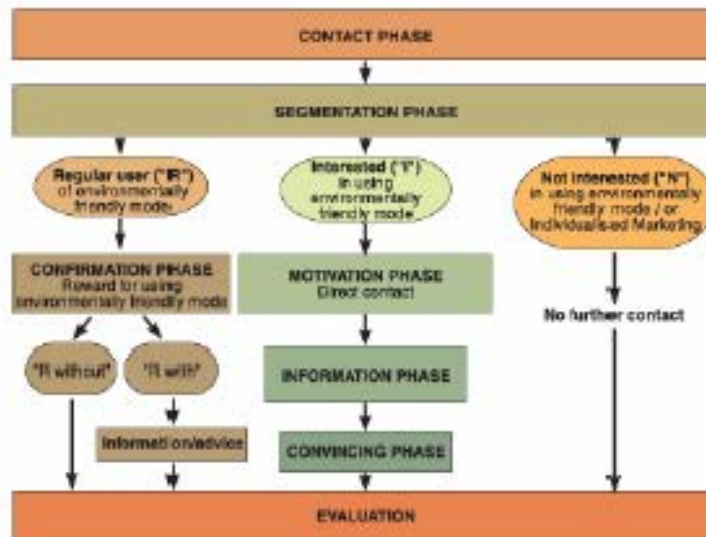 CONTACT PHASE
SEGMENTATION PHASE
Regular user ("R")
of environmentally
friendly mode
Interested ("I")
in using
environmentally
friendly mode
Not Interested ("N")
in using environmentally
friendly mode / or
Individualised Marketing
CONFIRMATION PHASE
Reward for using
environmentally friendly mode
MOTIVATION PHASE
Direct contact
No further contact
"R without"
"R with"
INFORMATION PHASE
Information/advice
CONVINCING PHASE
EVALUATION